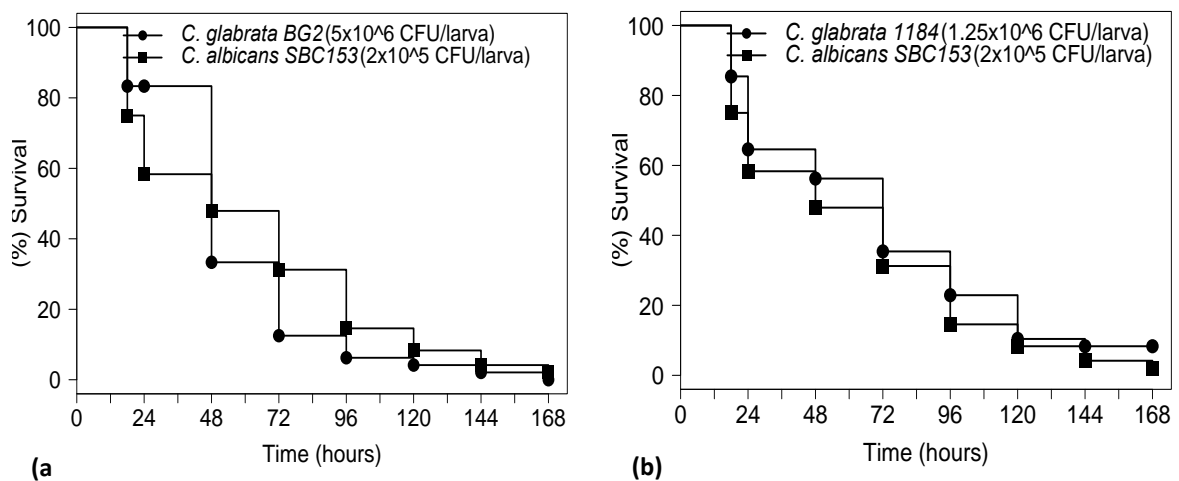 C. glabrata BG2 (5x10^6 CFU/larva)
C. albicans SBC153 (2x10^5 CFU/larva)
(%) Survival
100
80
60
40
20
0
0 24 48 72 96 120 144 168
Time (hours)
(a
C. glabrata 1184 (1.25x10^6 CFU/larva)
C. albicans SBC153 (2x10^5 CFU/larva)
(%) Survival
100
80
60
40
20
0
0 24 48 72 96 120 144 168
Time (hours)
(b)